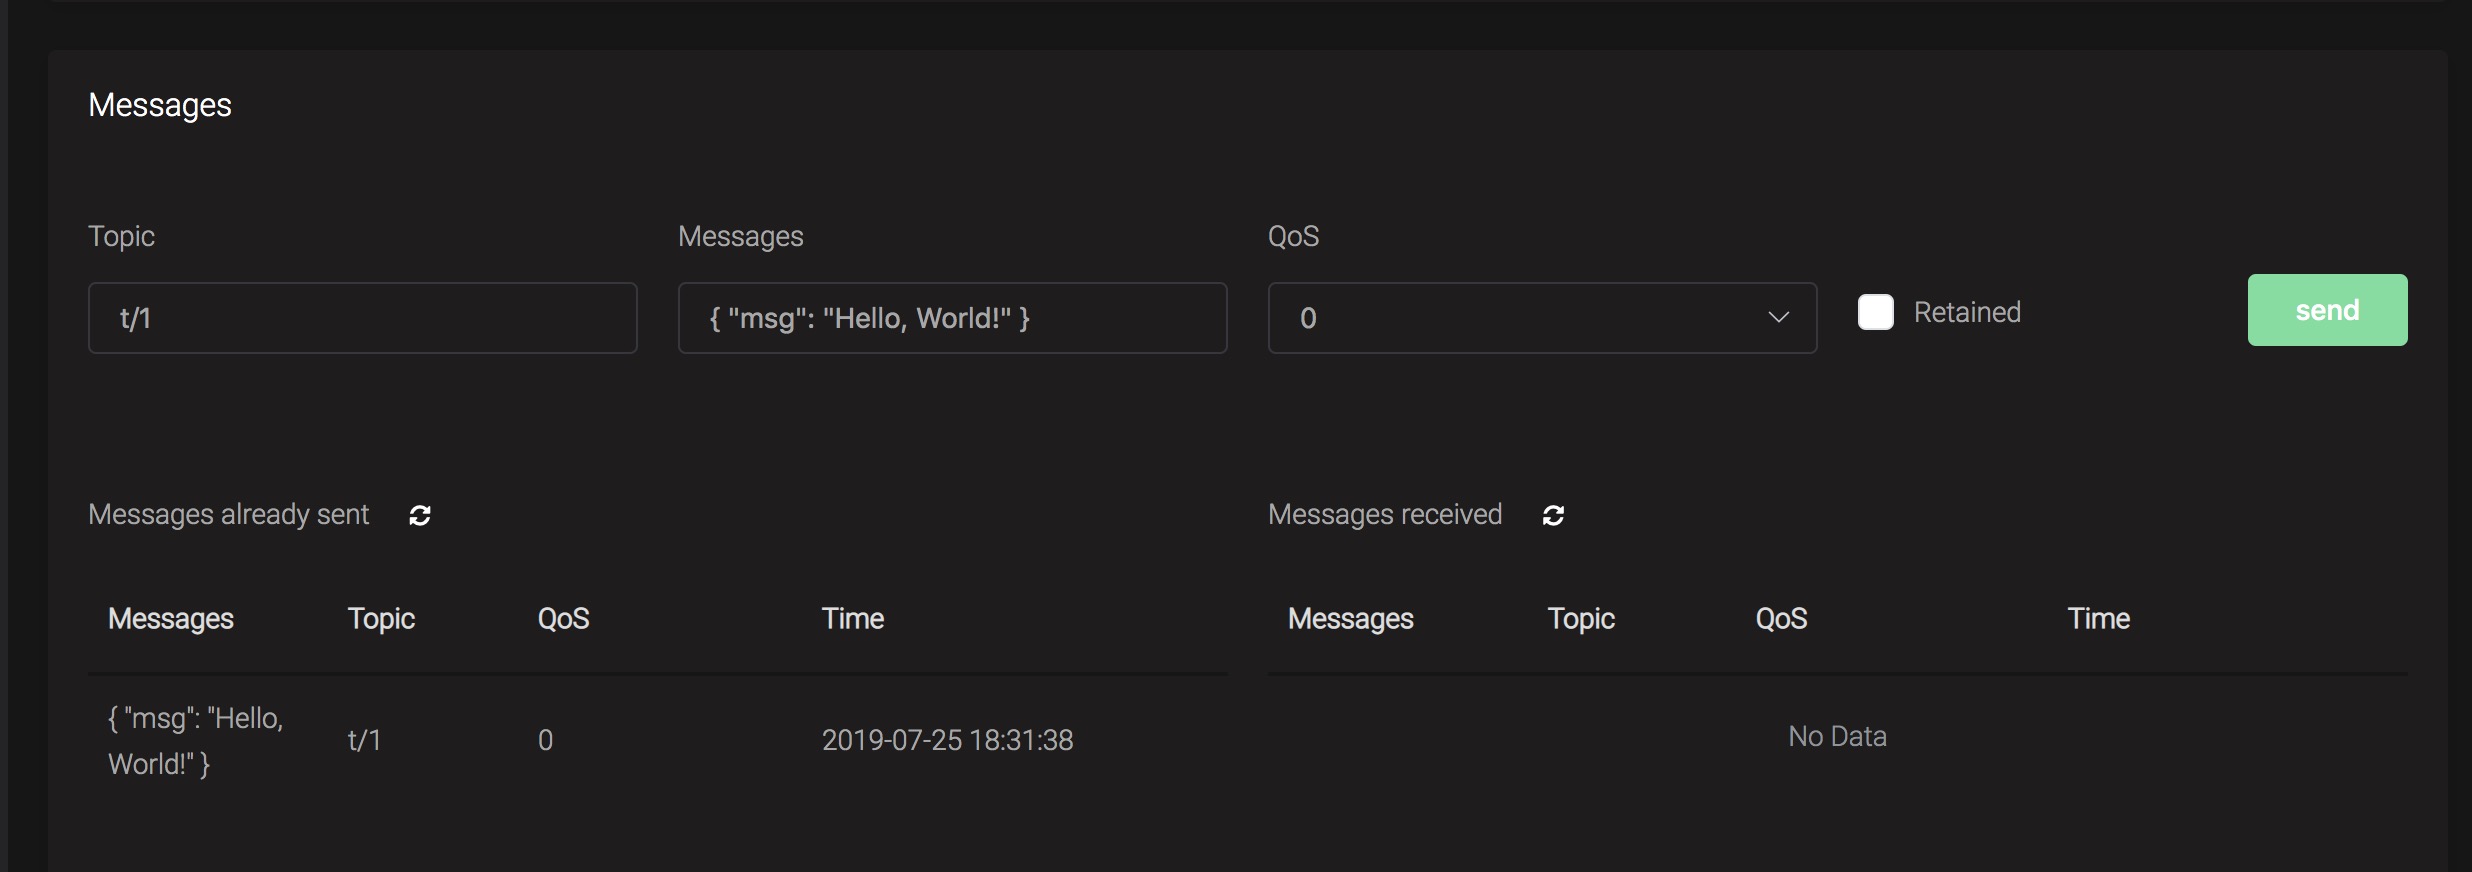 Messages
Topic
Messages
QoS
t/1
{ "msg": "Hello, World!" }
0
Retained
send
Messages already sent
Messages received
Messages Topic QoS Time
Messages Topic QoS Time
{ "msg": "Hello,
World!" }
t/1
0
2019-07-25 18:31:38
No Data